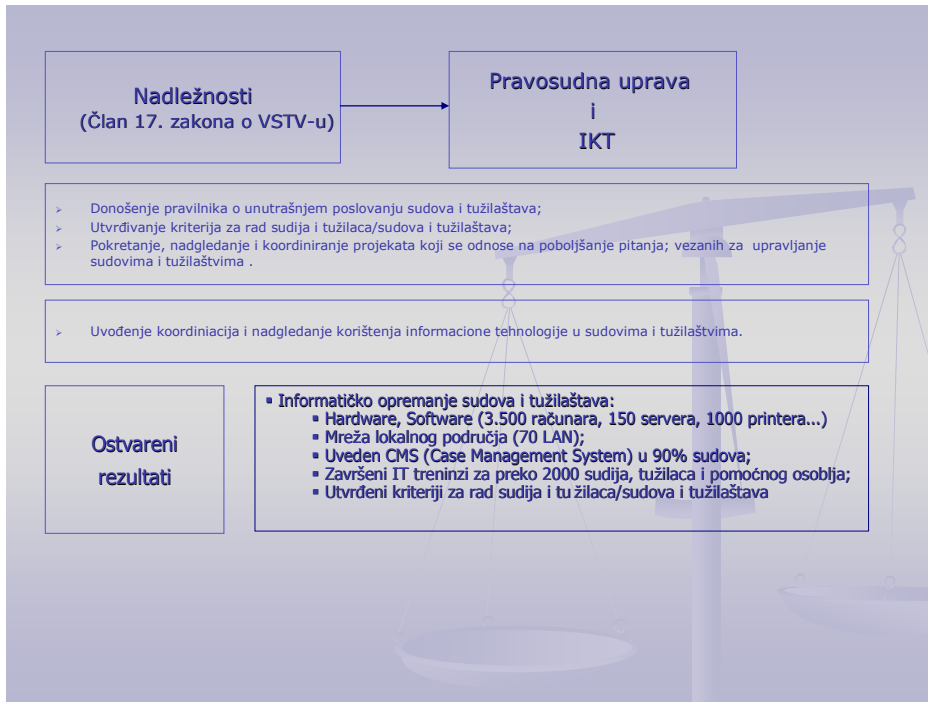 Nadležnosti
(Član 17. zakona o VSTV-u)
Pravosudna uprava
i
IKT
➢ Donošenje pravilnika o unutrašnjem poslovanju sudova i tužilaštava;
➢ Utvrđivanje kriterija za rad sudija i tužilaca/sudova i tužilaštava;
➢ Pokretanje, nadgledanje i koordiniranje projekata koji se odnose na poboljšanje pitanja; vezanih za upravljanje
sudovima i tužilaštvima .
➢ Uvođenje koordiniacija i nadgledanje korištenja informacione tehnologije u sudovima i tužilaštvima.
Ostvareni
rezultati
▪ Informatičko opremanje sudova i tužilaštava:
▪ Hardware, Software (3.500 računara, 150 servera, 1000 printera...)
▪ Mreža lokalnog područja (70 LAN);
▪ Uveden CMS (Case Management System) u 90% sudova;
▪ Završeni IT treninzi za preko 2000 sudija, tužilaca i pomoćnog osoblja;
▪ Utvrđeni kriteriji za rad sudija i tu žilaca/sudova i tužilaštava